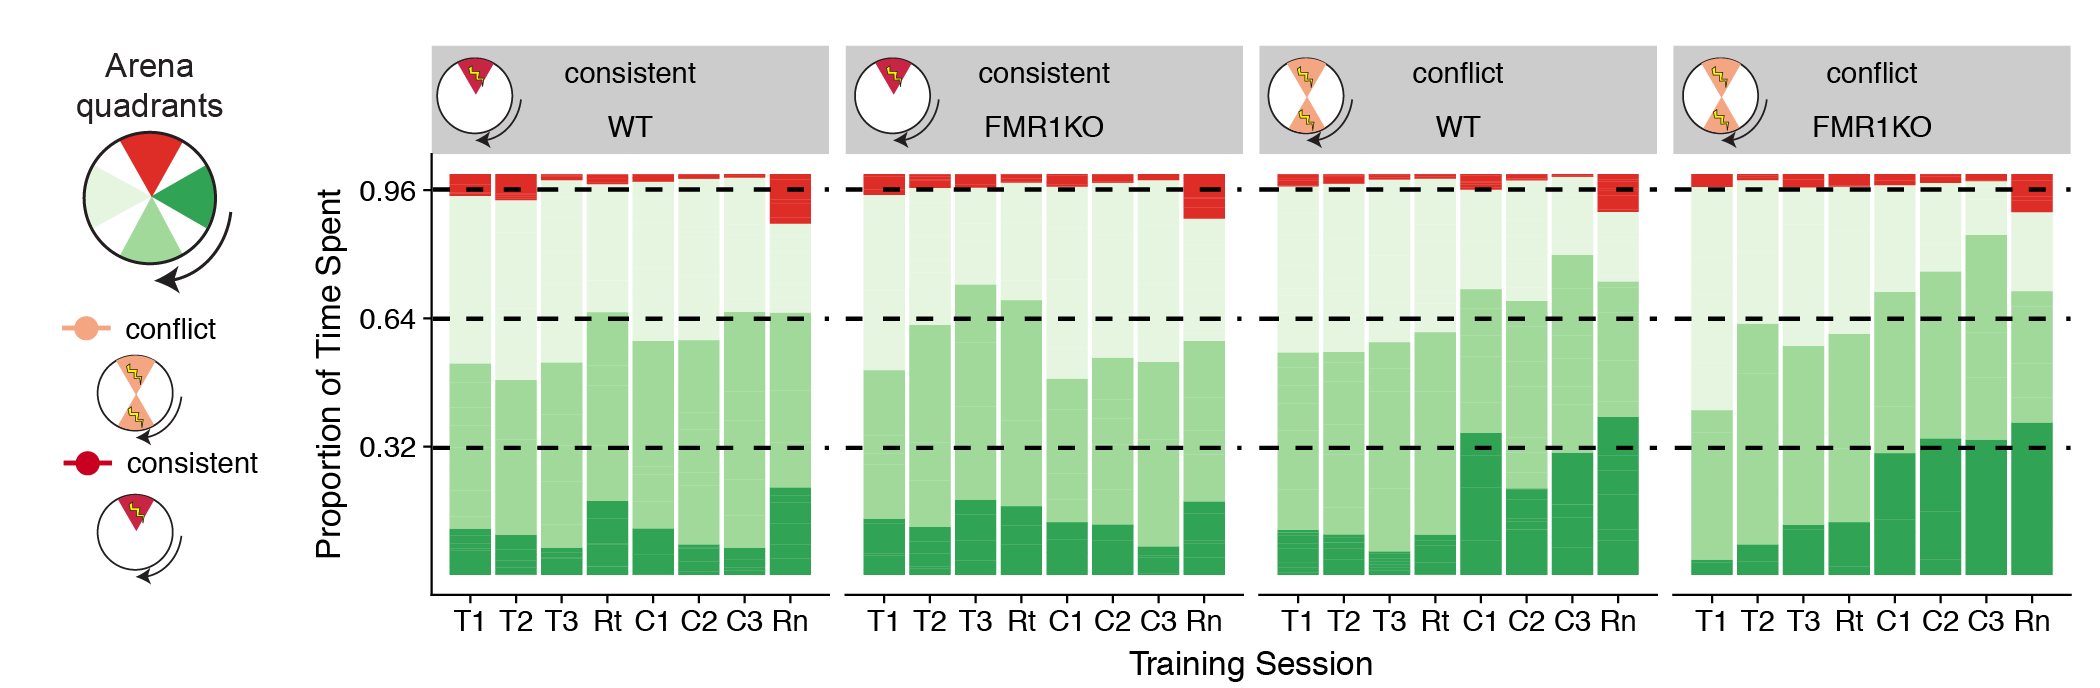 Arena
quadrants
conflict
consistent
consistent
WT
consistent
FMR1KO
conflict
WT
conflict
FMR1KO
Proportion of Time Spent
0.96
0.64
0.32
T1 T2 T3 Rt C1 C2 C3 Rn
T1 T2 T3 Rt C1 C2 C3 Rn
T1 T2 T3 Rt C1 C2 C3 Rn
T1 T2 T3 Rt C1 C2 C3 Rn
Training Session